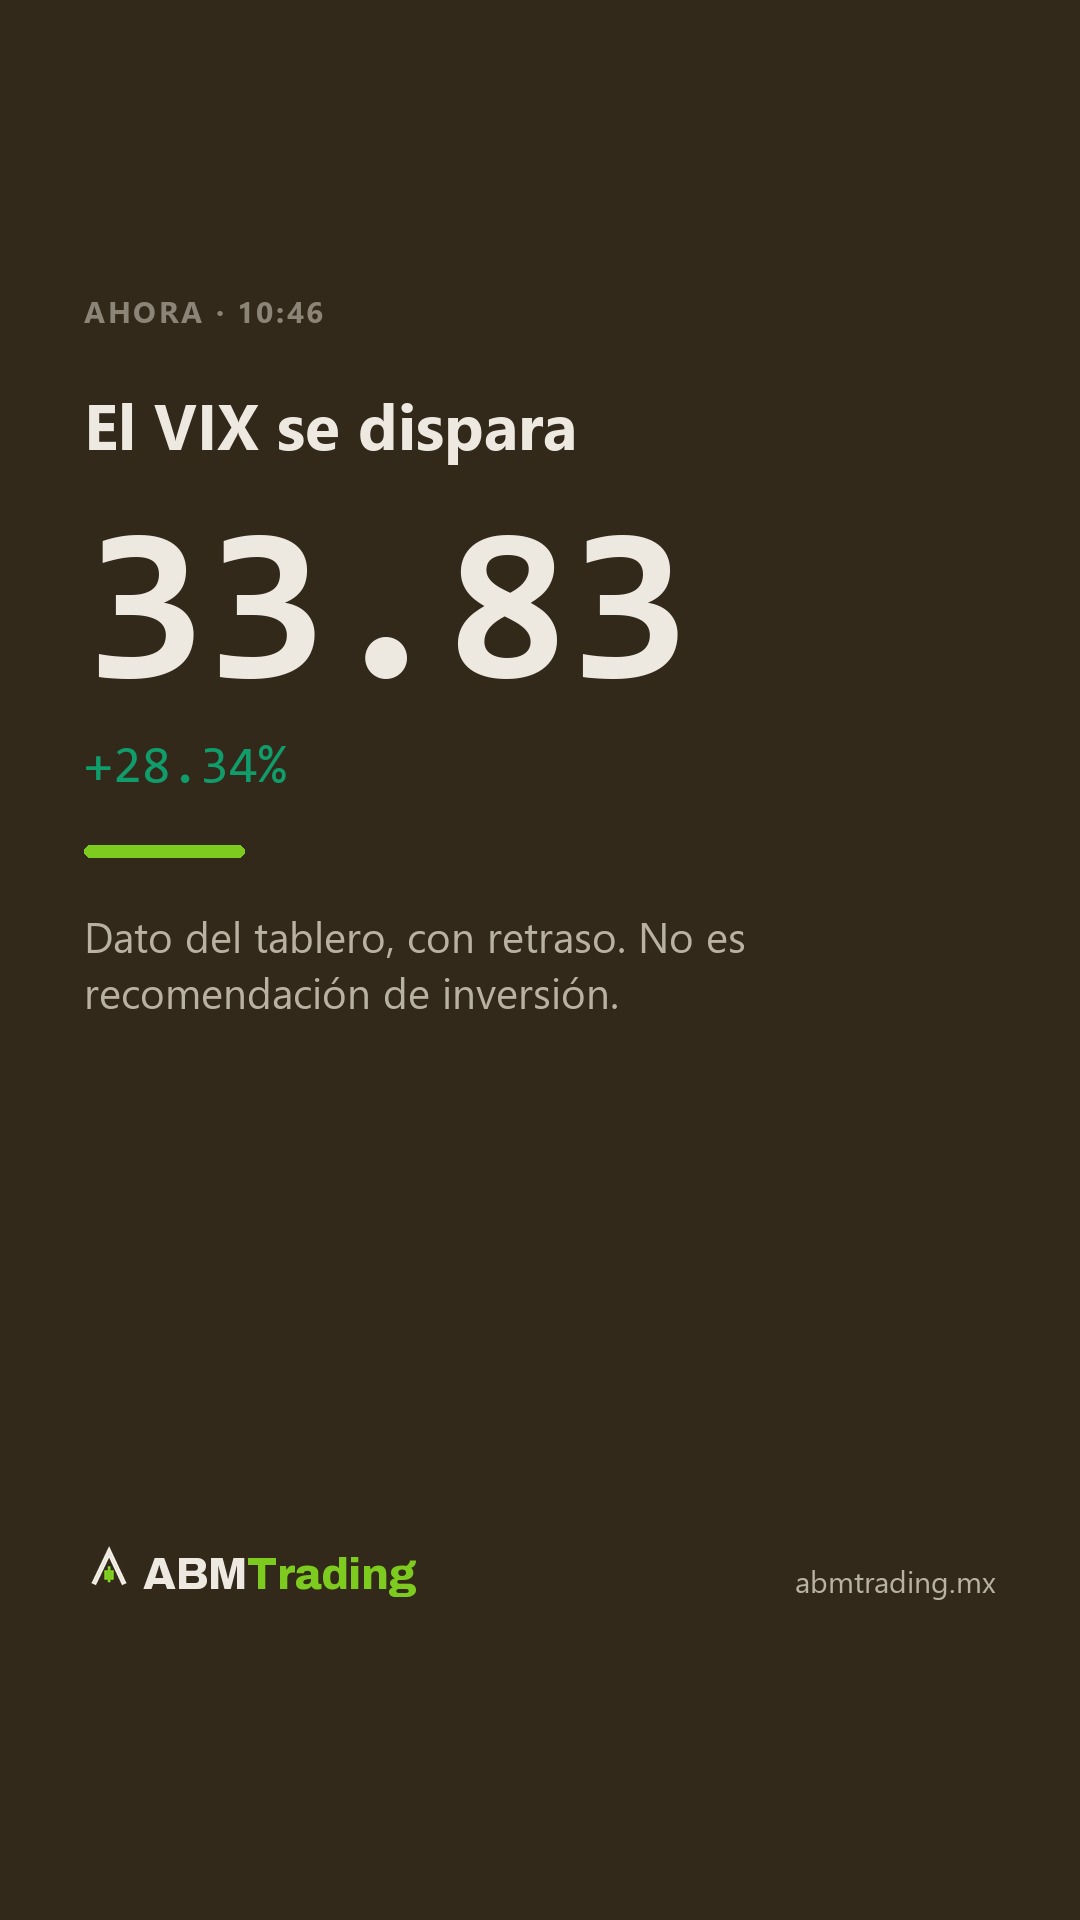 AHORA · 10:46
El VIX se dispara
33.83
+28.34%
Dato del tablero, con retraso. No es
recomendación de inversión.
ABMTrading
abmtrading.mx